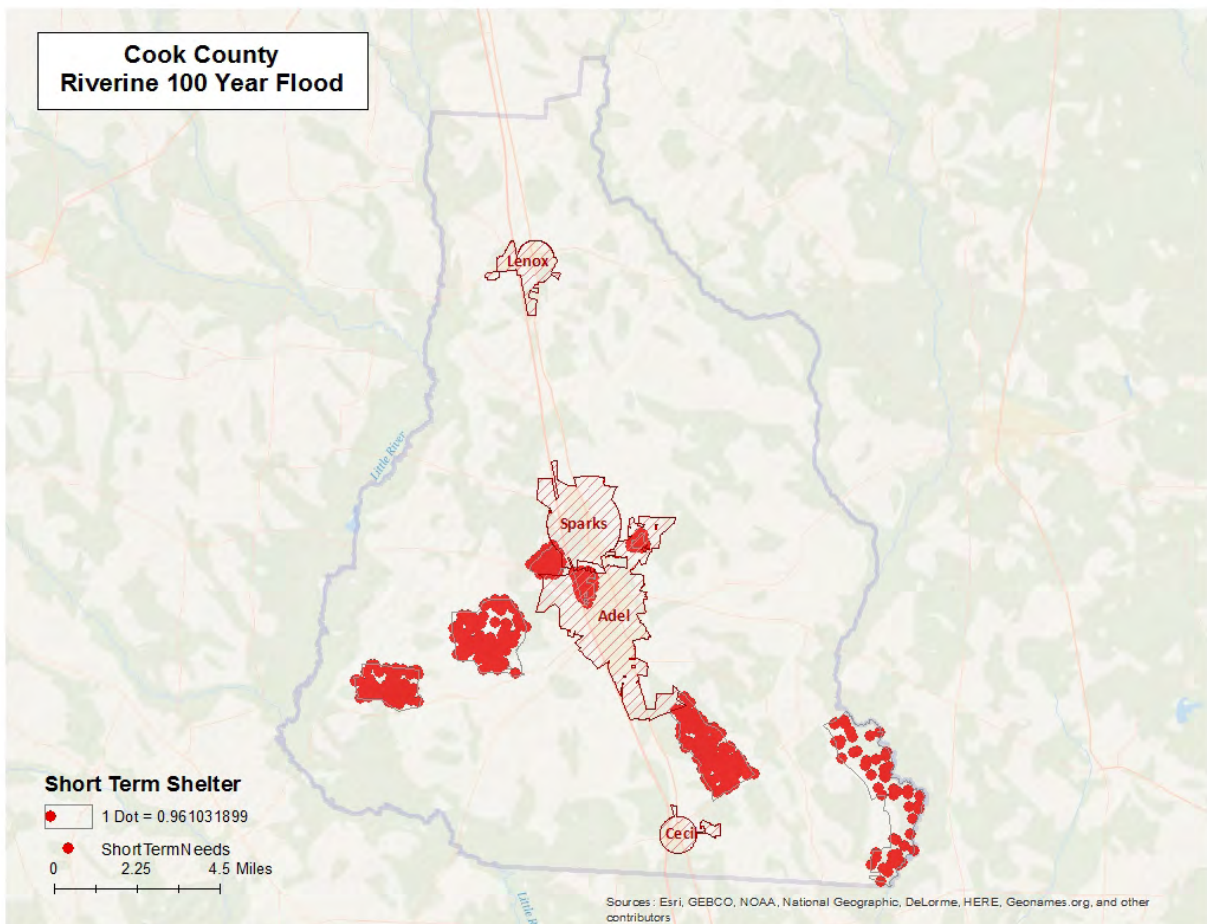 Cook County
Riverine 100 Year Flood
Lenox
Little River
Sparks
Adel
Cecil
Short Term Shelter
1 Dot = 0.961031899
ShortTermNeeds
0 2.25 4.5 Miles
Little
Sources: Esri, GEBCO, NOAA, National Geographic, DeLorme, HERE, Geonames.org, and other
contributors